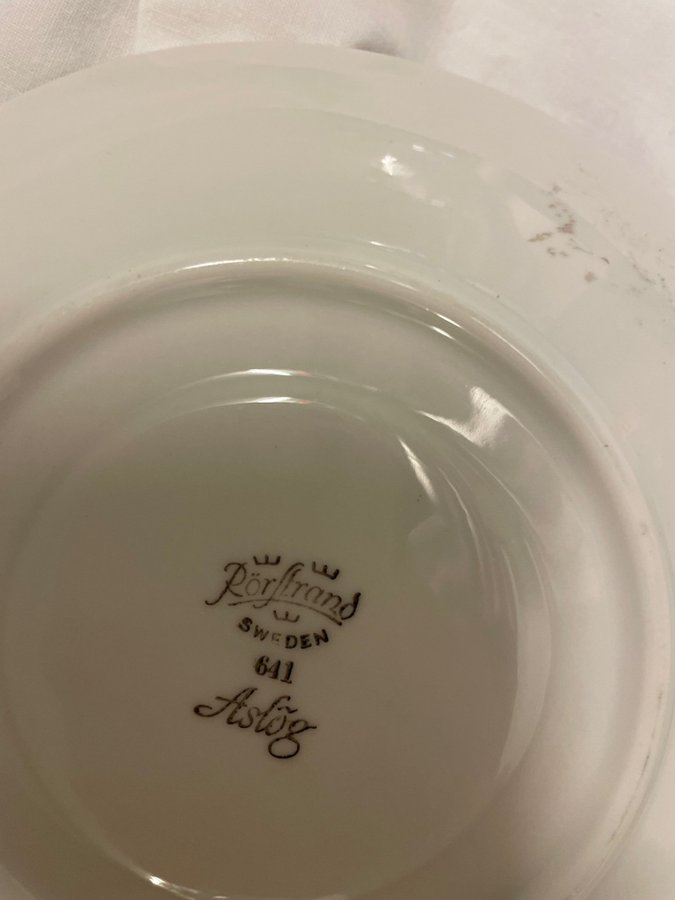 Rörstrand
SWEDEN
641
Aslög